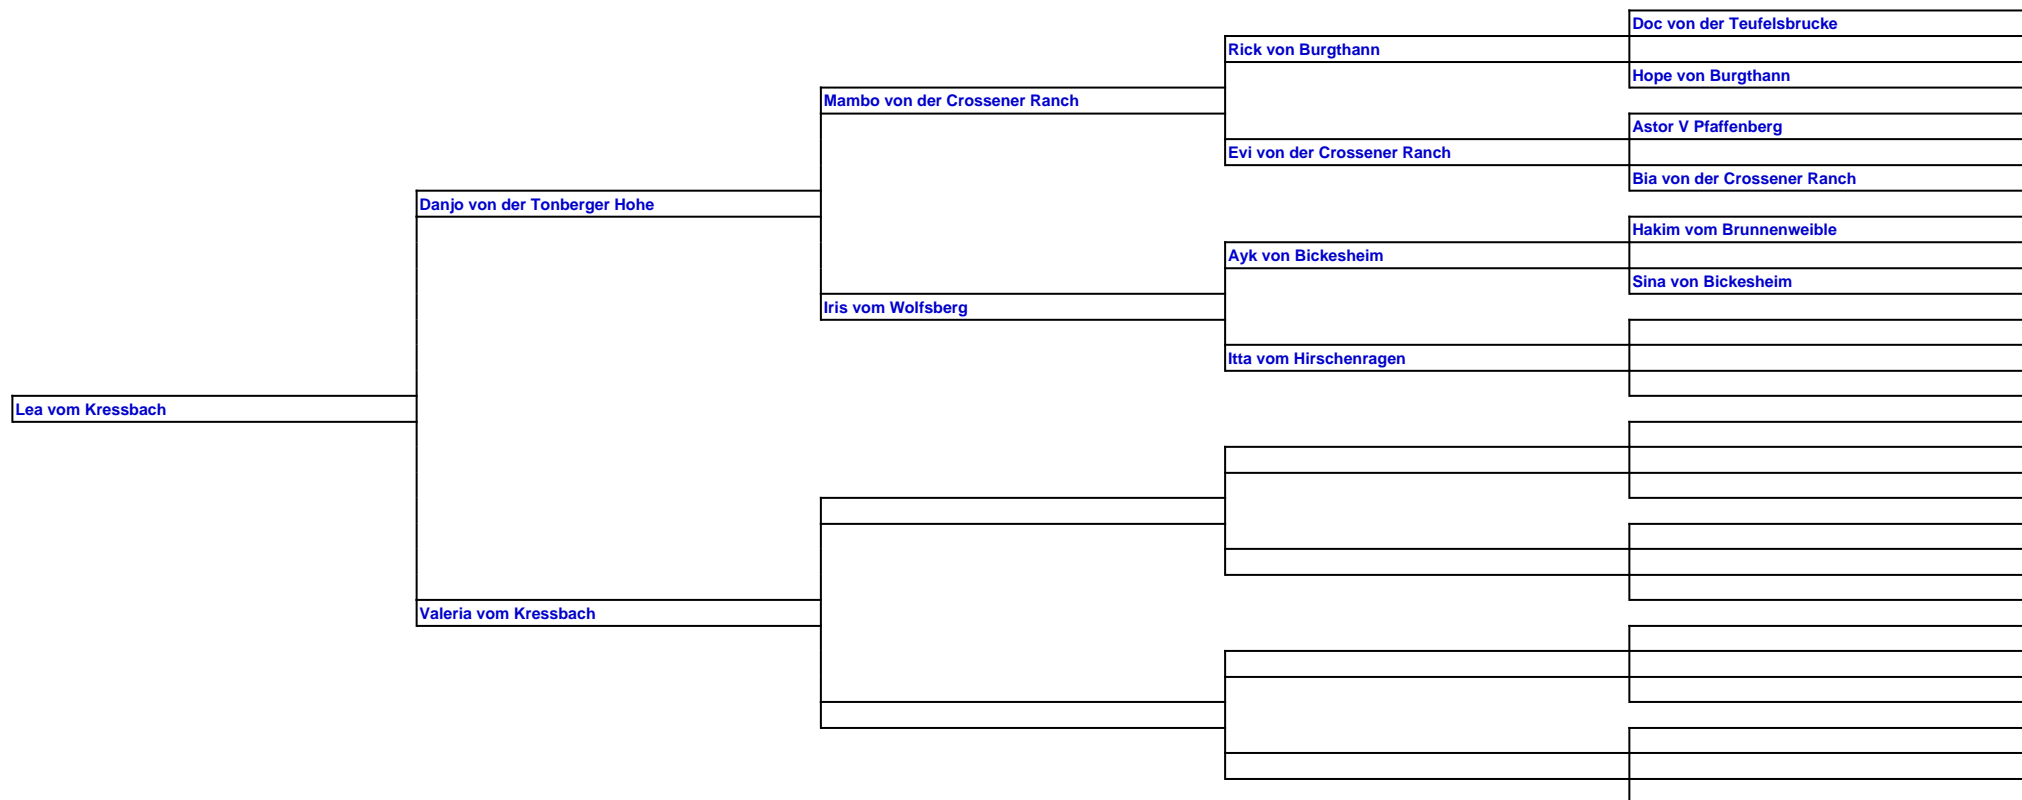 Doc von der Teufelsbrucke
Rick von Burgthann
Hope von Burgthann
Mambo von der Crossener Ranch
Astor V Pfaffenberg
Evi von der Crossener Ranch
Bia von der Crossener Ranch
Danjo von der Tonberger Hohe
Hakim vom Brunnenweible
Ayk von Bickesheim
Sina von Bickesheim
Iris vom Wolfsberg
Itta vom Hirschenragen
Lea vom Kressbach
Valeria vom Kressbach